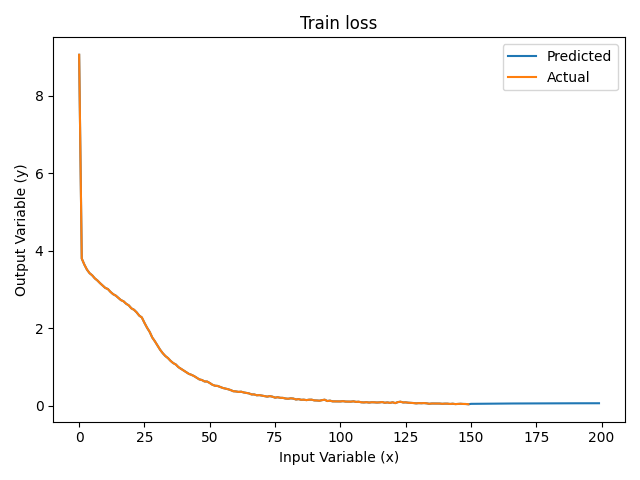 Train loss
Predicted
Actual
Output Variable (y)
8
6
4
2
0
0 25 50 75 100 125 150 175 200
Input Variable (x)